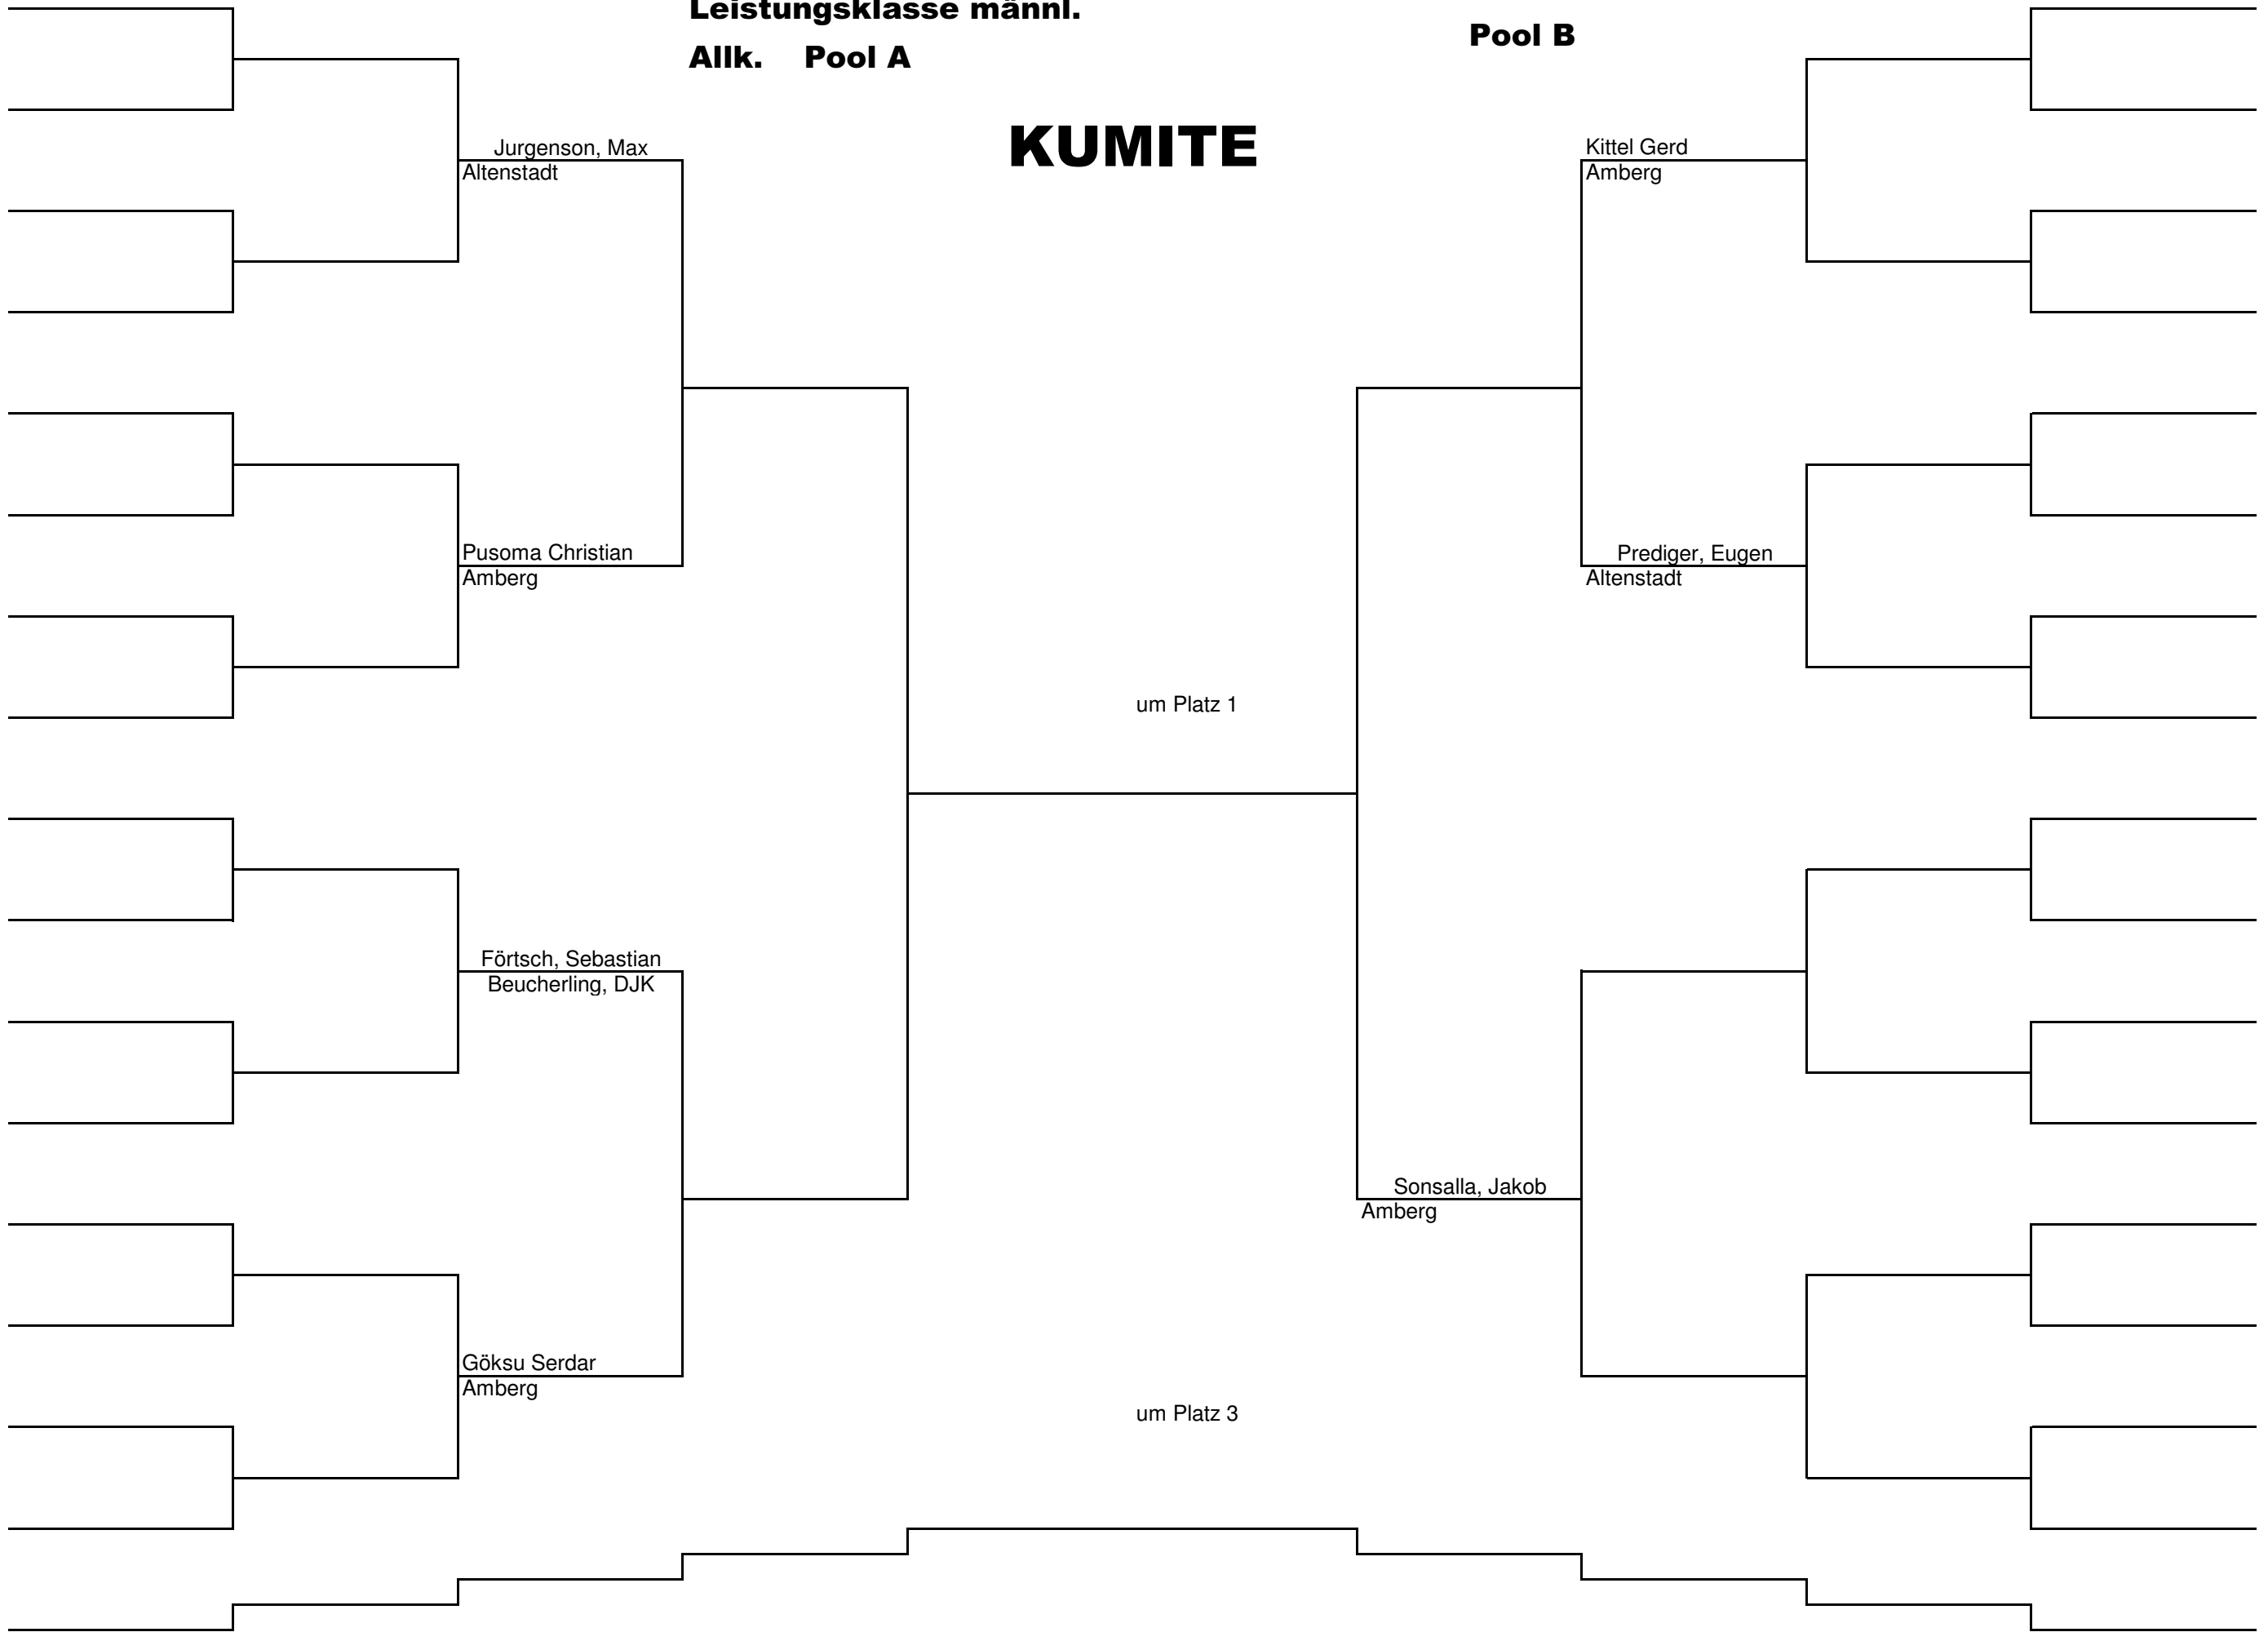 Leistungsklasse männl.
Allk. Pool A
Pool B
KUMITE
Jurgenson, Max
Altenstadt
Kittel Gerd
Amberg
Pusoma Christian
Amberg
Prediger, Eugen
Altenstadt
um Platz 1
Förtsch, Sebastian
Beucherling, DJK
Sonsalla, Jakob
Amberg
Göksu Serdar
Amberg
um Platz 3